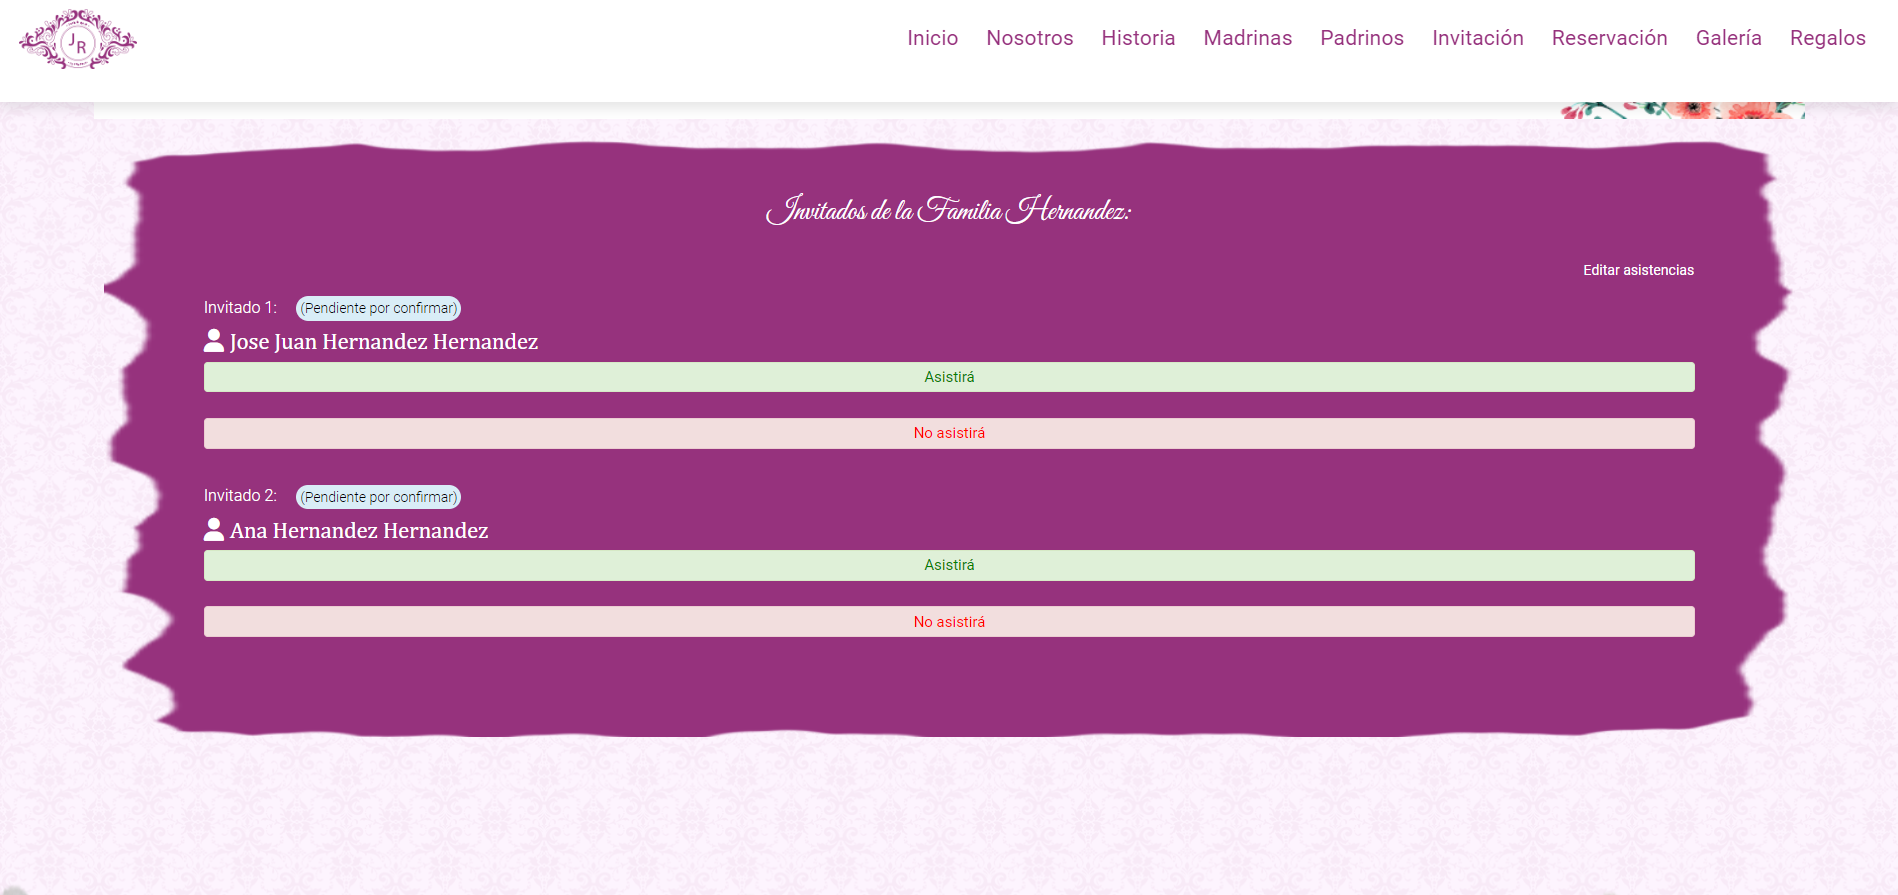 JR
Inicio Nosotros Historia Madrinas Padrinos Invitación Reservación Galería Regalos
Invitados de la Familia Hernandez:
Editar asistencias
Invitado 1: (Pendiente por confirmar)
Jose Juan Hernandez Hernandez
Asistirá
No asistirá
Invitado 2: (Pendiente por confirmar)
Ana Hernandez Hernandez
Asistirá
No asistirá